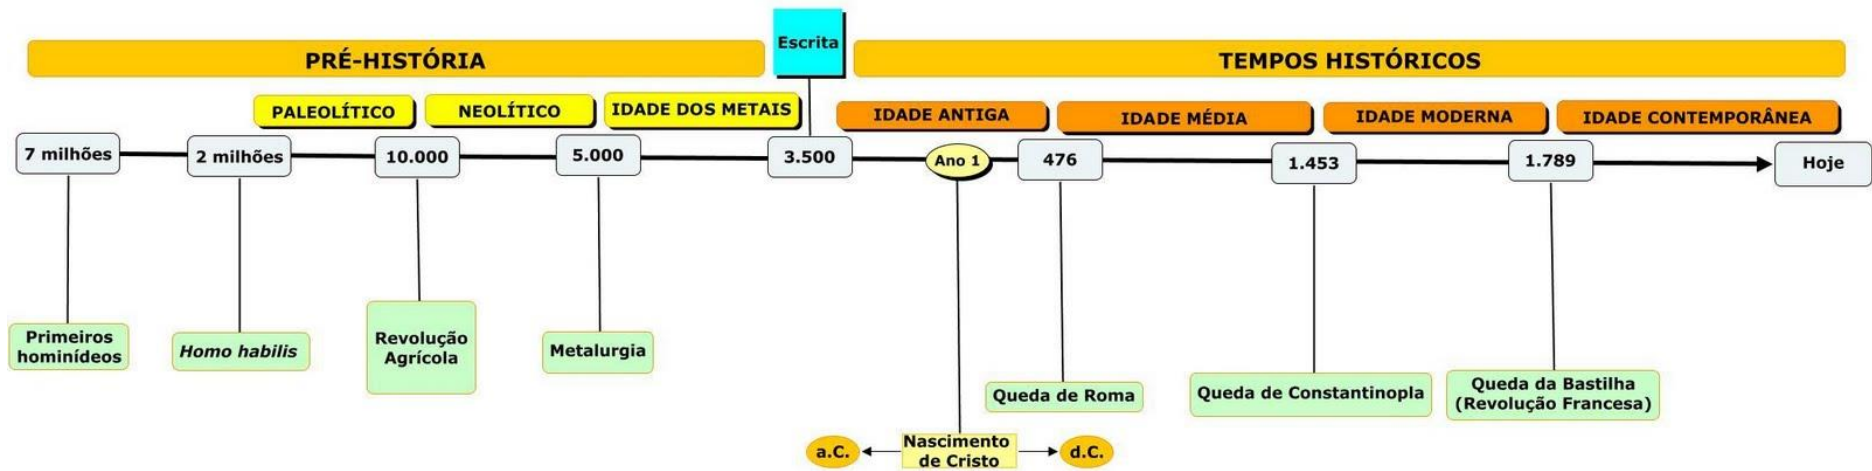 Escrita
PRÉ-HISTÓRIA
TEMPOS HISTÓRICOS
PALEOLÍTICO
NEOLÍTICO
IDADE DOS METAIS
IDADE ANTIGA
IDADE MÉDIA
IDADE MODERNA
IDADE CONTEMPORÂNEA
7 milhões
2 milhões
10.000
5.000
3.500
Ano 1
476
1.453
1.789
Hoje
Primeiros
hominídeos
Homo habilis
Revolução
Agrícola
Metalurgia
Queda de Roma
Queda de Constantinopla
Queda da Bastilha
(Revolução Francesa)
a.C.
Nascimento
de Cristo
d.C.